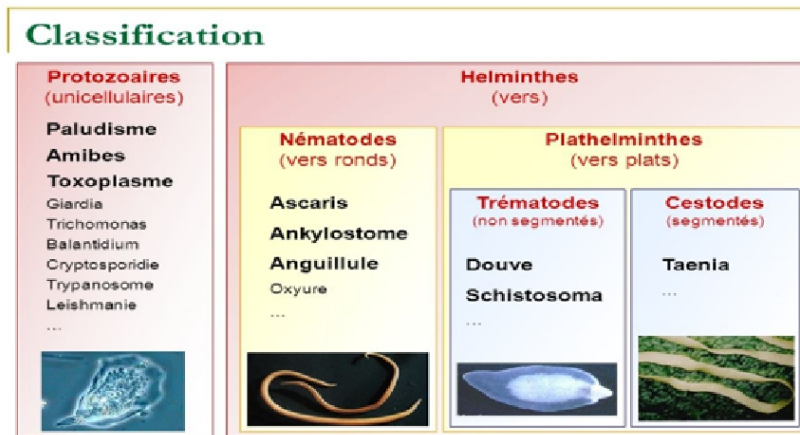 Classification
Protozoaires
(unicellulaires)
Paludisme
Amibes
Toxoplasme
Giardia
Trichomonas
Balantidium
Cryptosporidie
Trypanosome
Leishmanie
...
Helminthes
(vers)
Nématodes
(vers ronds)
Ascaris
Ankylostome
Anguillule
Oxyure
...
Plathelminthes
(vers plats)
Trématodes
(non segmentés)
Douve
Schistosoma
...
Cestodes
(segmentés)
Taenia
...